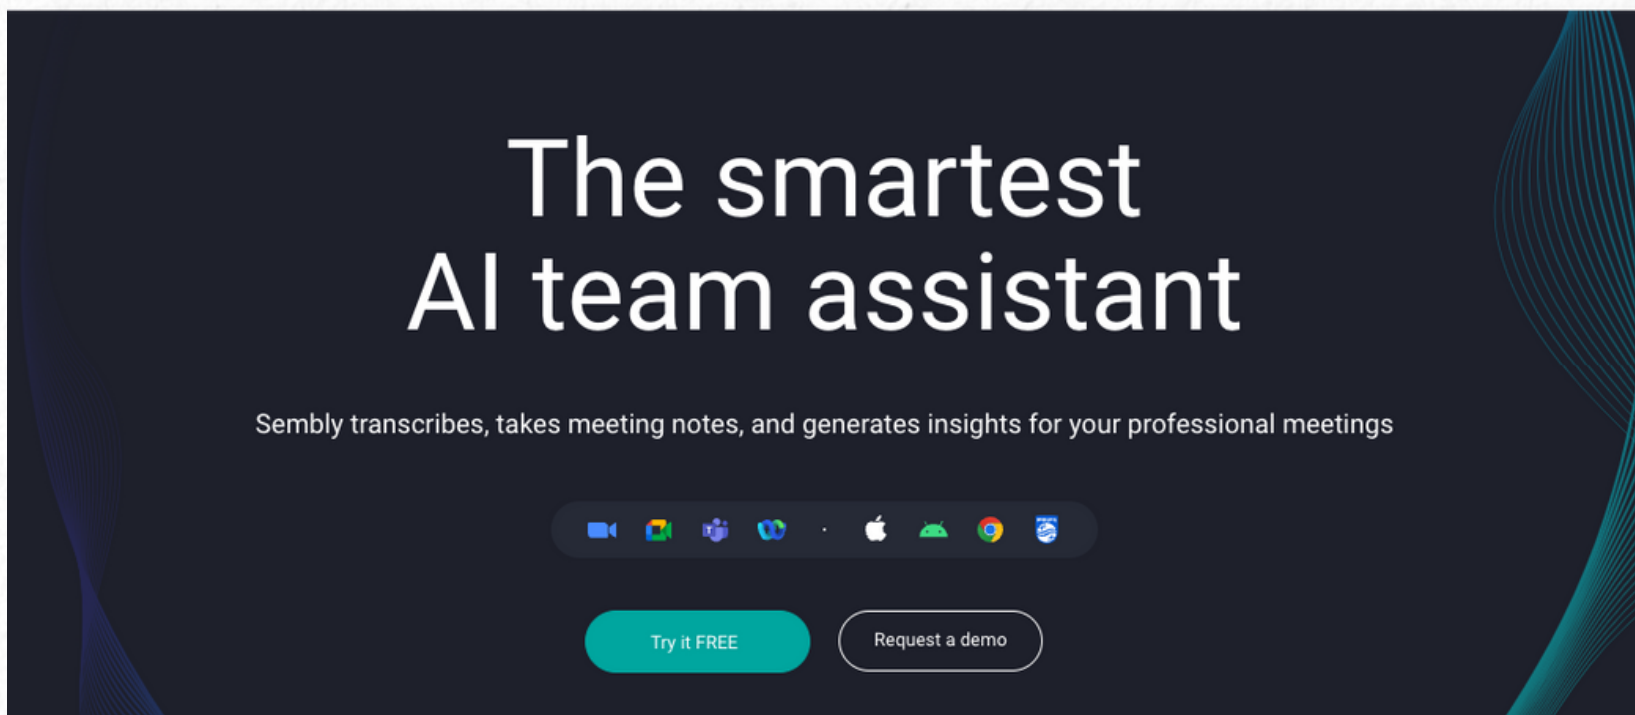 The smartest
AI team assistant
Sembly transcribes, takes meeting notes, and generates insights for your professional meetings
Try it FREE
Request a demo